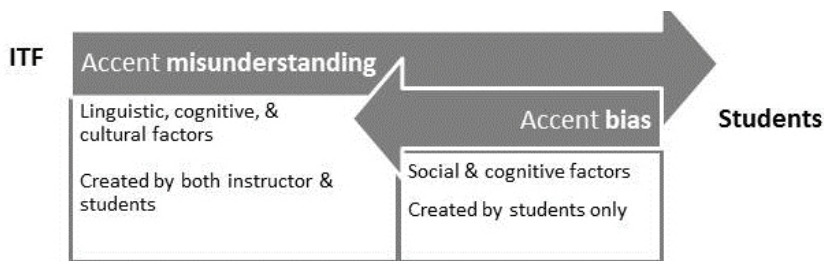 ITF
Accent misunderstanding
Linguistic, cognitive, &
cultural factors
Created by both instructor &
students
Accent bias
Social & cognitive factors
Created by students only
Students